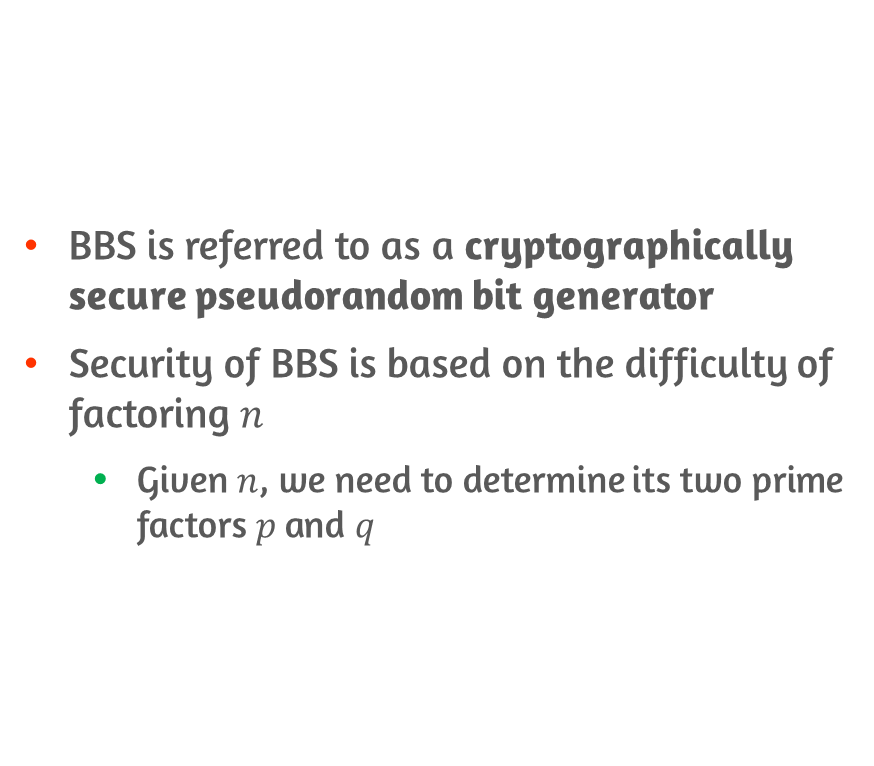 • BBS is referred to as a cryptographically
secure pseudorandom bit generator
• Security of BBS is based on the difficulty of
factoring n
• Given n, we need to determine its two prime
factors p and q